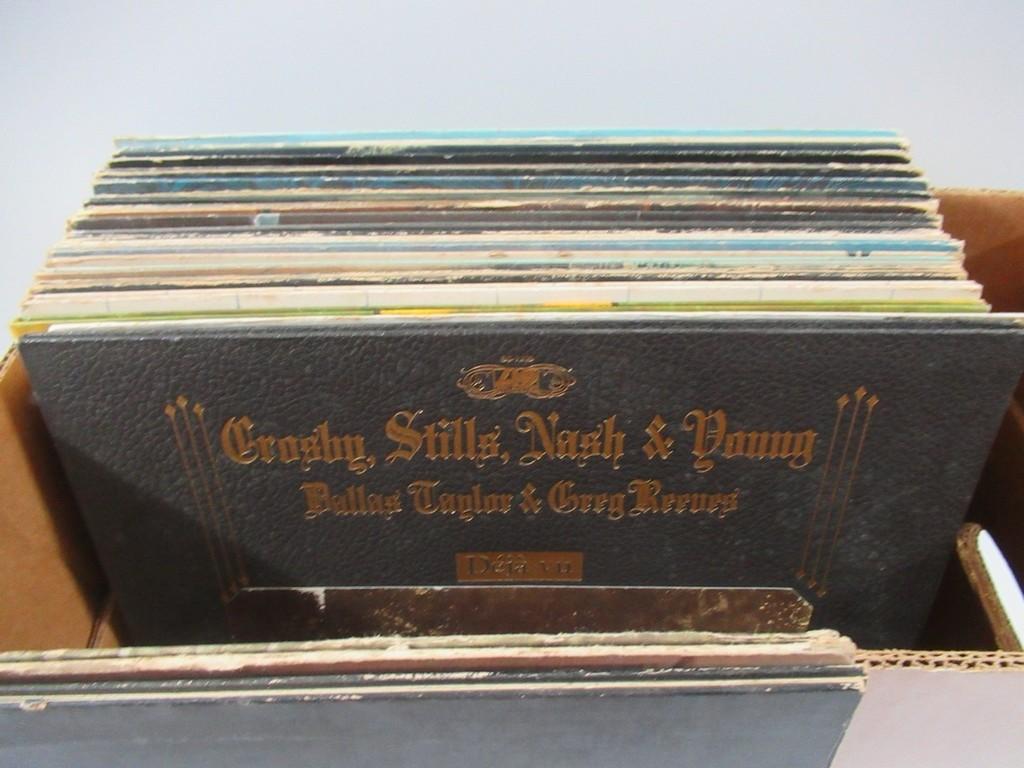 Crosby, Stills, Nash & Young
Dallas Taylor & Greg Reeves
Déjà vu